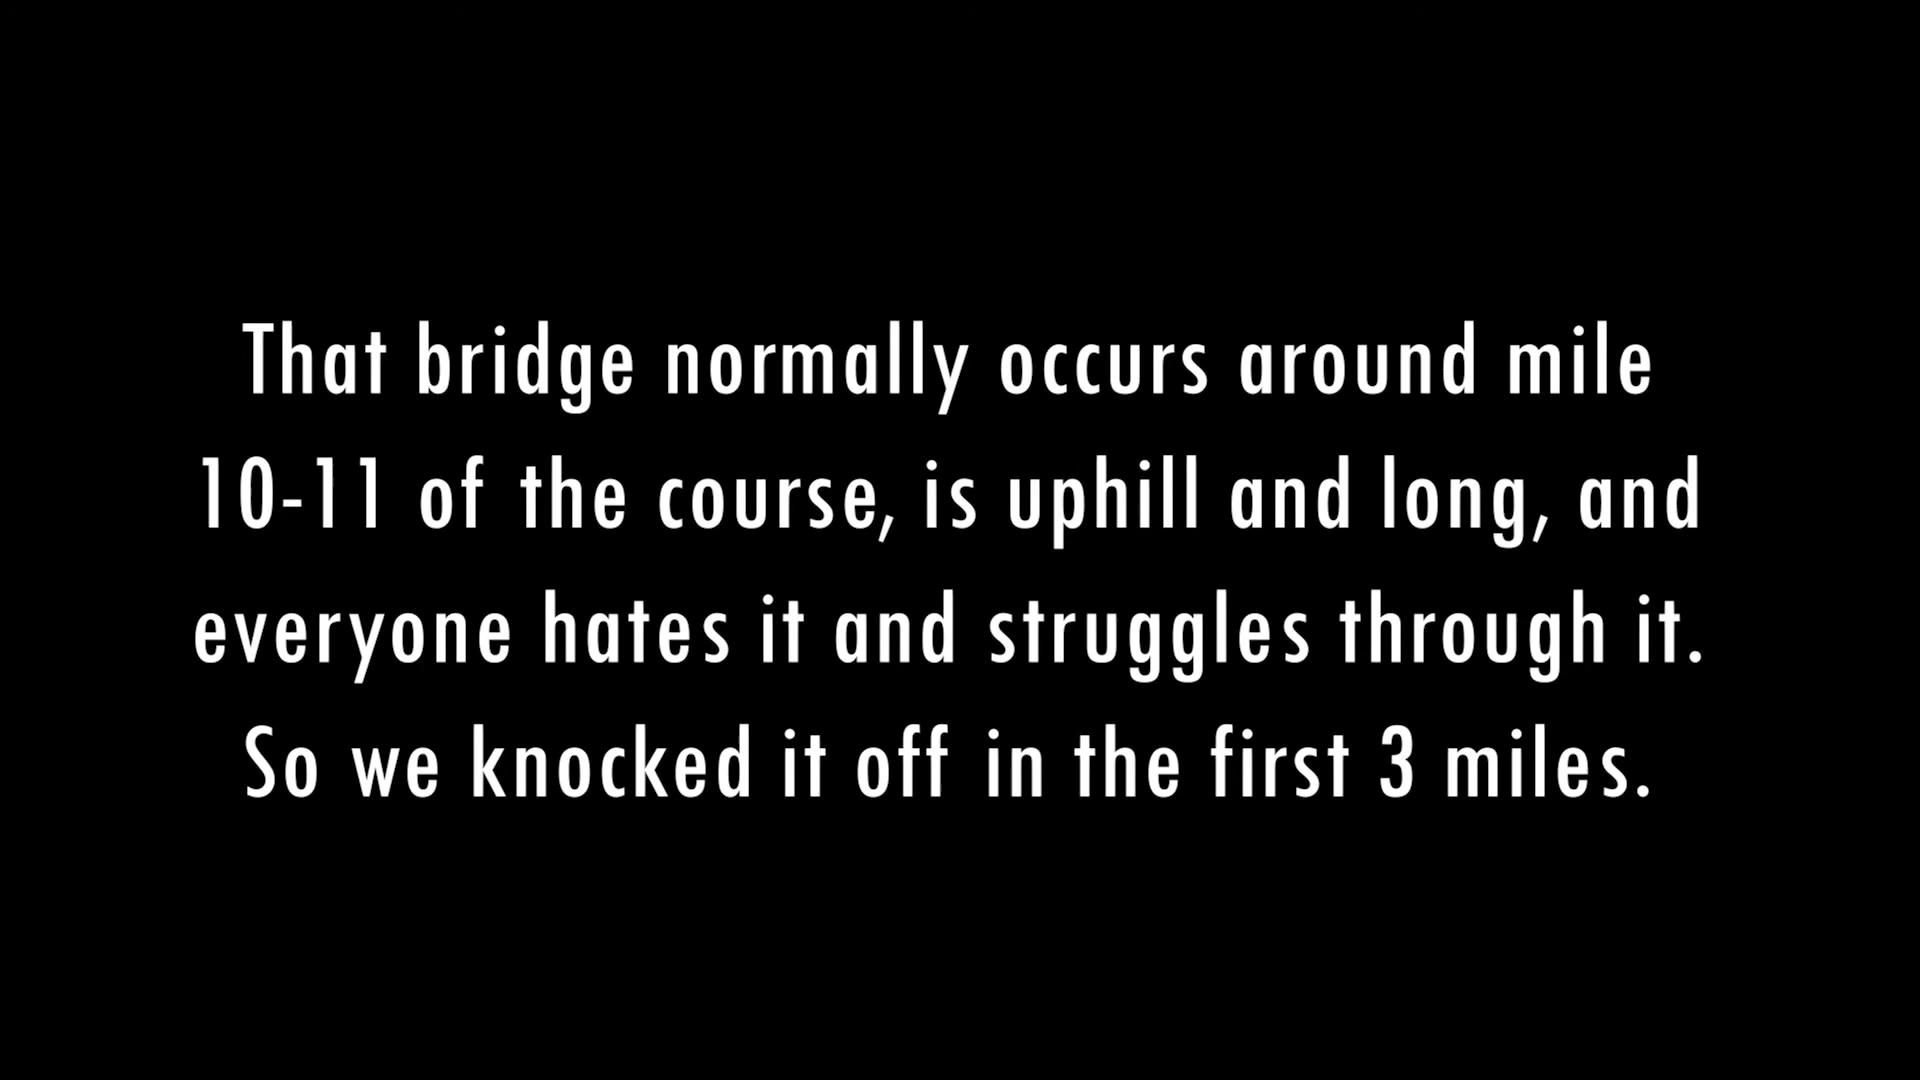 That bridge normally occurs around mile
10-11 of the course, is uphill and long, and
everyone hates it and struggles through it.
So we knocked it off in the first 3 miles.